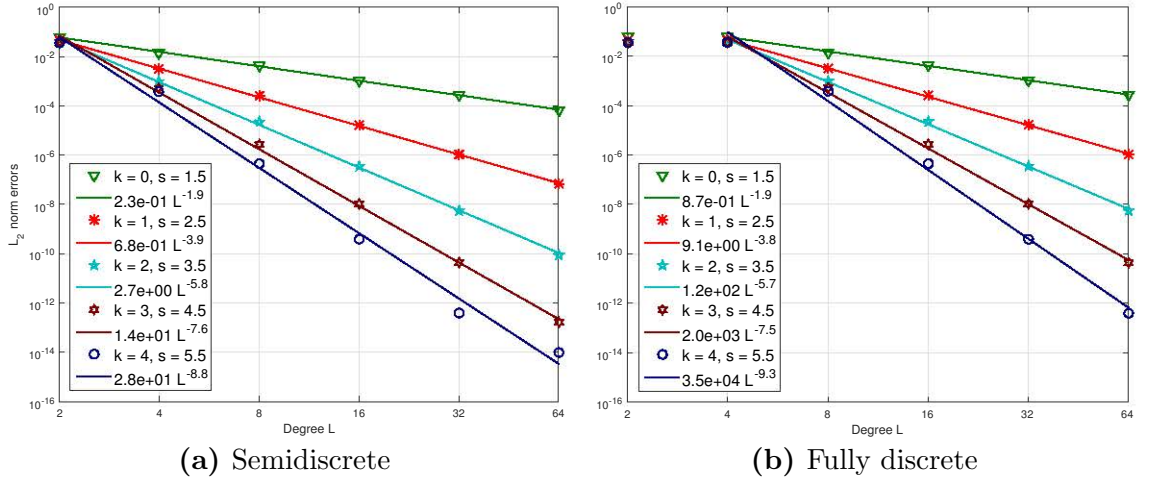 10^0
10^-2
10^-4
10^-6
10^-8
10^-10
10^-12
10^-14
10^-16
L_2 norm errors
k = 0, s = 1.5
2.3e-01 L^-1.9
k = 1, s = 2.5
6.8e-01 L^-3.9
k = 2, s = 3.5
2.7e+00 L^-5.8
k = 3, s = 4.5
1.4e+01 L^-7.6
k = 4, s = 5.5
2.8e+01 L^-8.8
2 4 8 16 32 64
Degree L
(a) Semidiscrete
10^0
10^-2
10^-4
10^-6
10^-8
10^-10
10^-12
10^-14
10^-16
k = 0, s = 1.5
8.7e-01 L^-1.9
k = 1, s = 2.5
9.1e+00 L^-3.8
k = 2, s = 3.5
1.2e+02 L^-5.7
k = 3, s = 4.5
2.0e+03 L^-7.5
k = 4, s = 5.5
3.5e+04 L^-9.3
2 4 8 16 32 64
Degree L
(b) Fully discrete